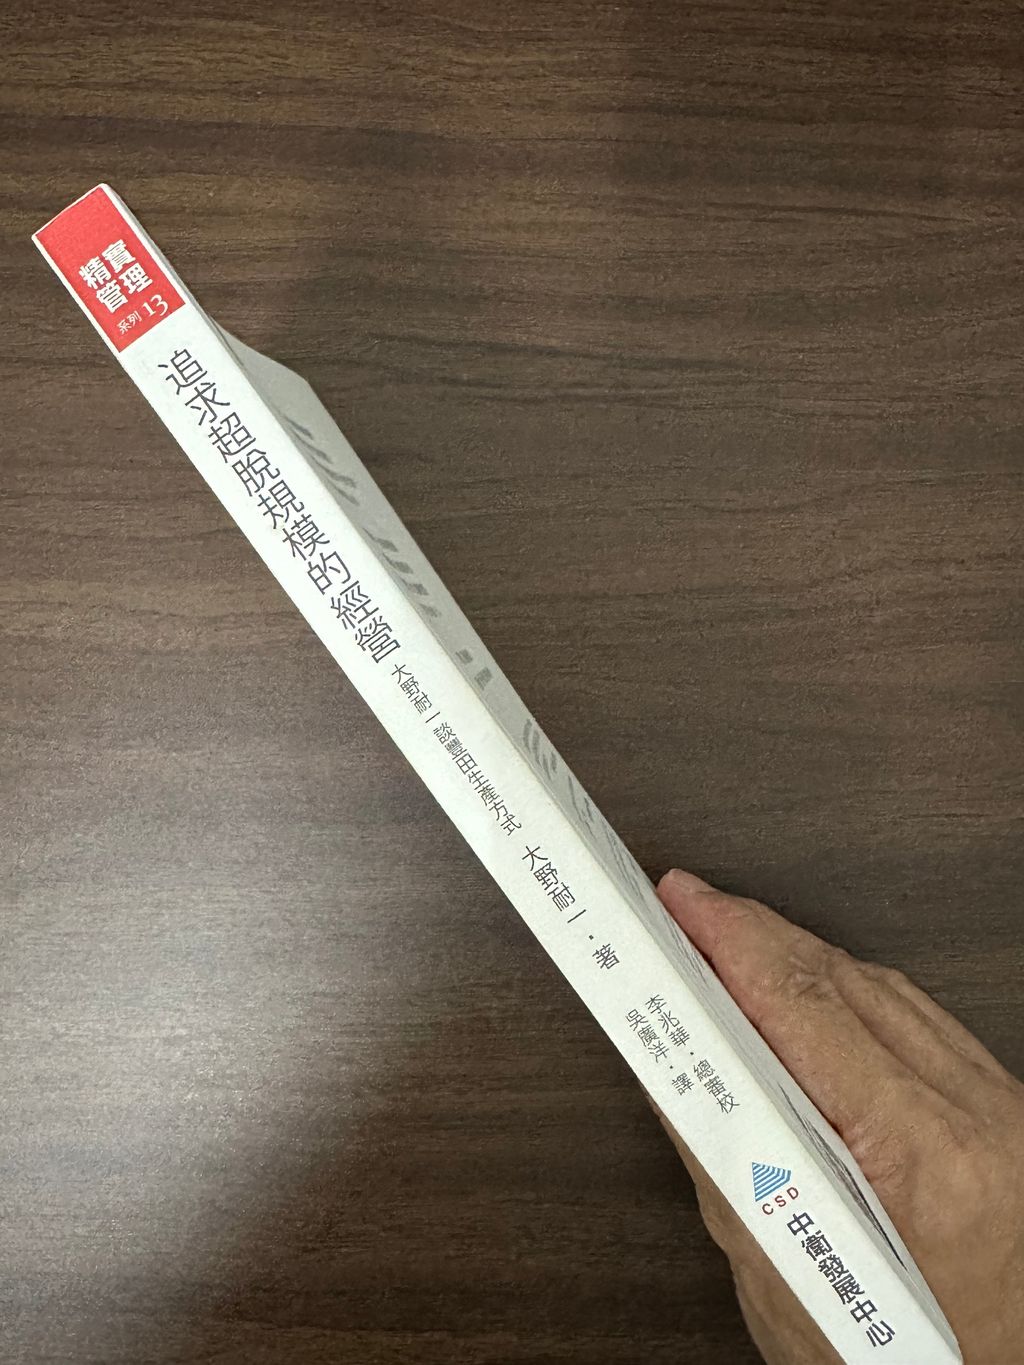 精實
管理
系列 13
追求超脫規模的經營
大野耐一談豐田生產方式
大野耐一・著
李兆華・總審校
吳廣洋・譯
CSD
中衛發展中心